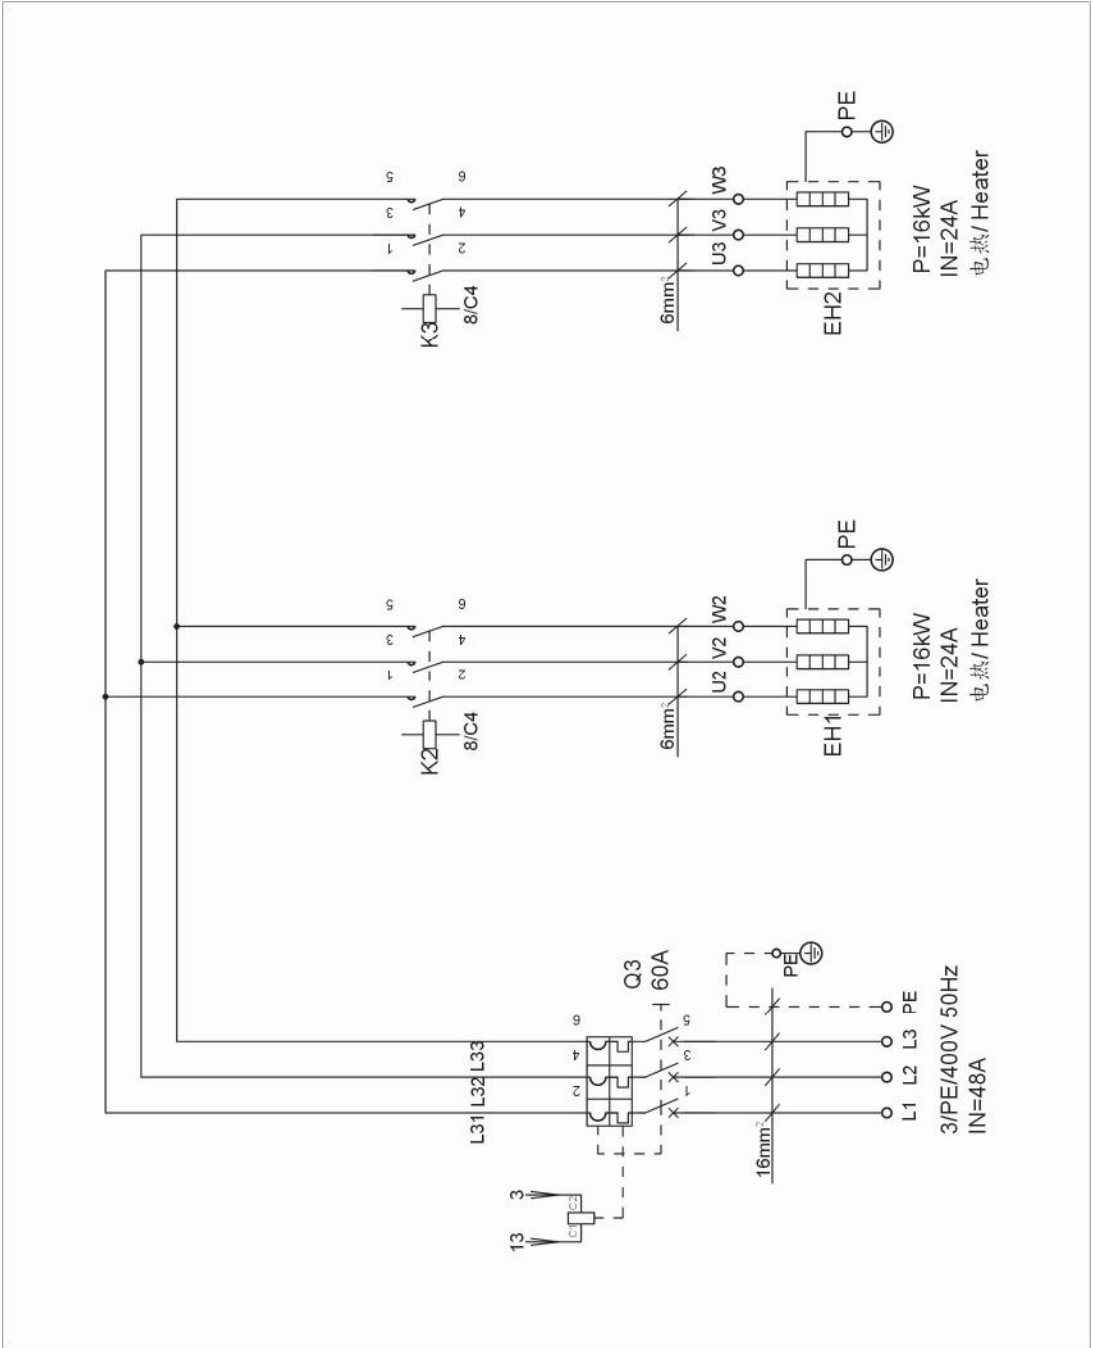 13
3
C1
C2
L31 L32 L33
2
4
6
Q3
60A
1
3
5
16mm²
PE
L1
L2
L3
PE
3/PE/400V 50Hz
IN=48A
1
3
5
K2
2
4
6
8/C4
6mm²
U2
V2
W2
EH1
PE
P=16kW
IN=24A
电热/ Heater
1
3
5
K3
2
4
6
8/C4
6mm²
U3
V3
W3
EH2
PE
P=16kW
IN=24A
电热/ Heater